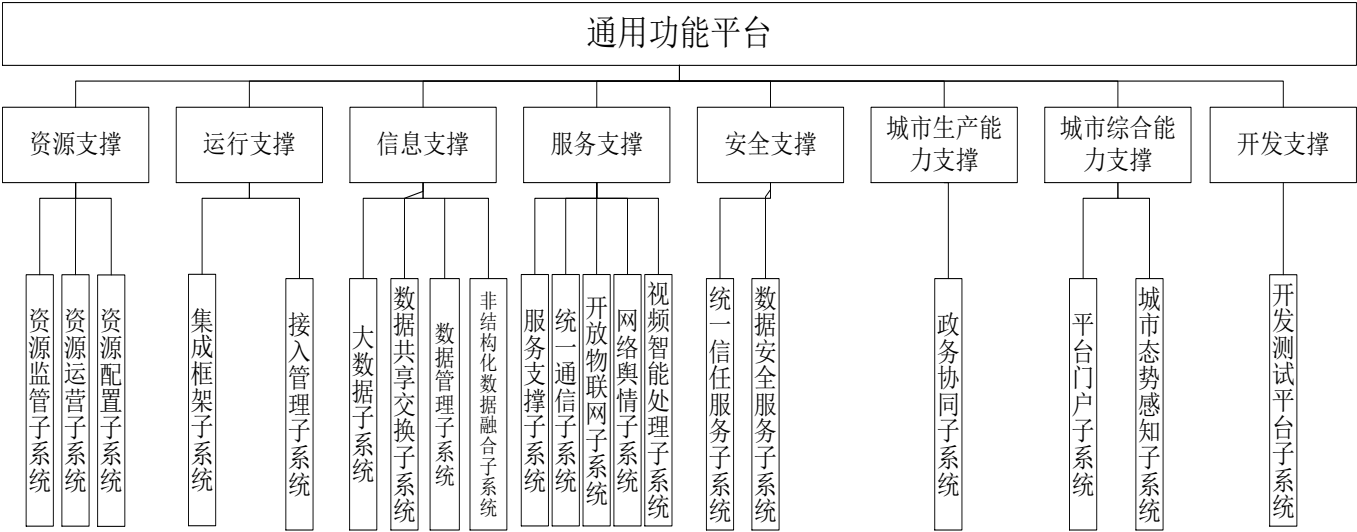 通用功能平台
资源支撑
运行支撑
信息支撑
服务支撑
安全支撑
城市生产能
力支撑
城市综合能
力支撑
开发支撑
资源监管子系统
资源运营子系统
资源配置子系统
集成框架子系统
接入管理子系统
大数据子系统
数据共享交换子系统
数据管理子系统
非结构化数据融合子系统
服务支撑子系统
统一通信子系统
开放物联网子系统
网络舆情子系统
视频智能处理子系统
统一信任服务子系统
数据安全服务子系统
政务协同子系统
平台门户子系统
城市态势感知子系统
开发测试平台子系统